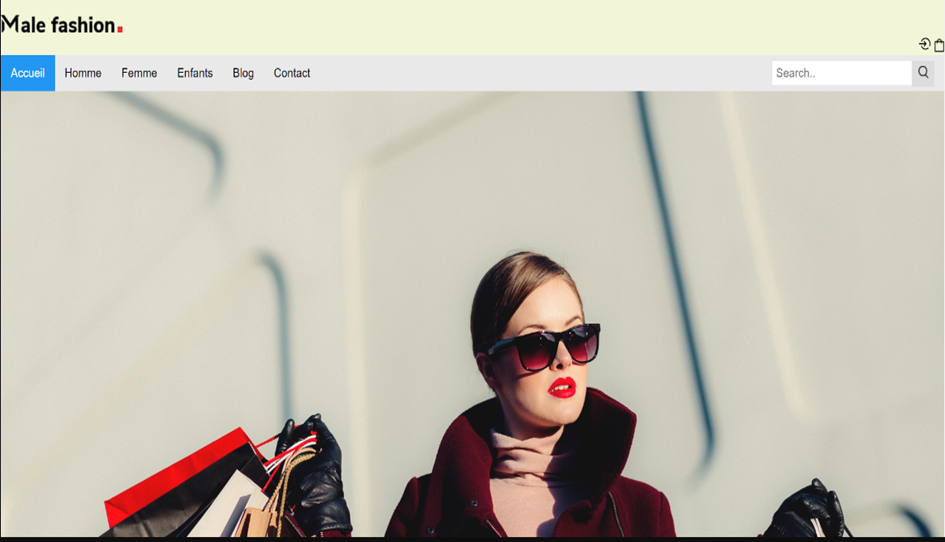 Male fashion.
Accueil Homme Femme Enfants Blog Contact Search..